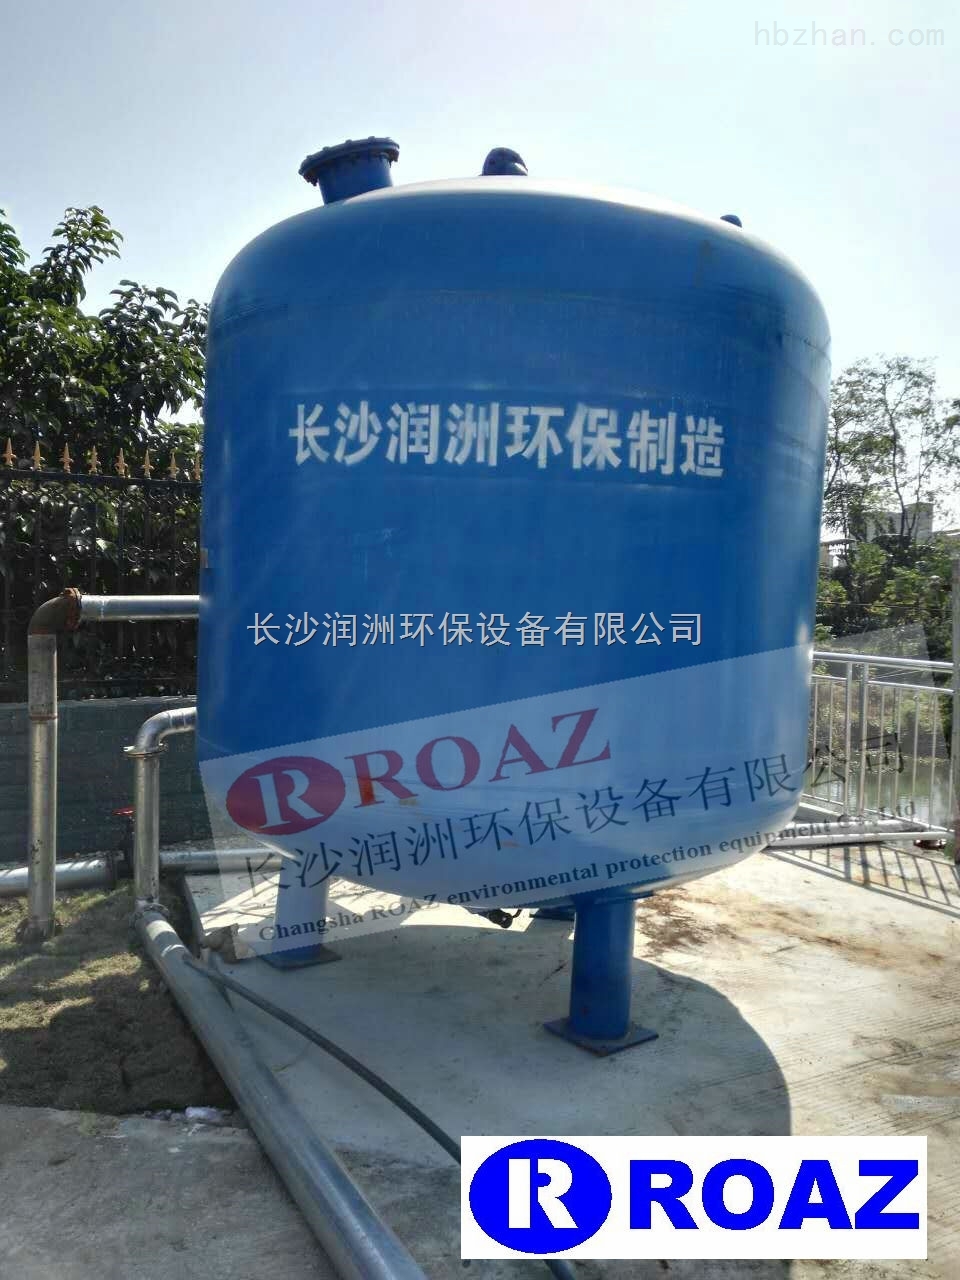 hbzhan.com
长沙润洲环保制造
长沙润洲环保设备有限公司
R ROAZ
长沙润洲环保设备有限公司
Changsha ROAZ environmental protection equipment Co.,Ltd
R ROAZ